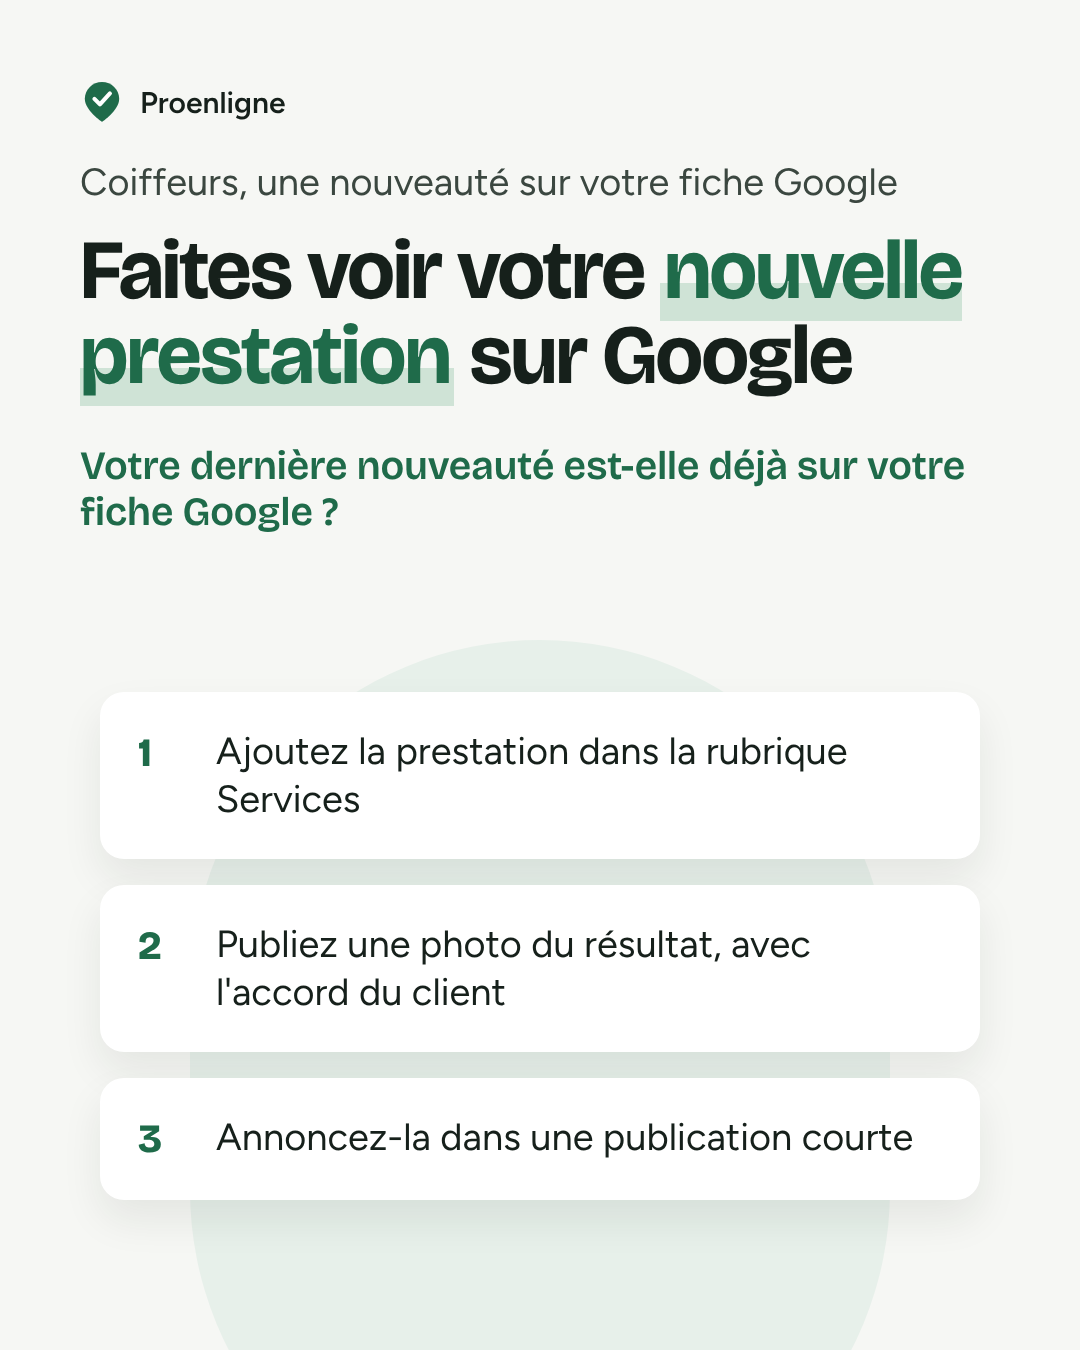 Proenligne
Coiffeurs, une nouveauté sur votre fiche Google
Faites voir votre nouvelle
prestation sur Google
Votre dernière nouveauté est-elle déjà sur votre
fiche Google ?
1 Ajoutez la prestation dans la rubrique
Services
2 Publiez une photo du résultat, avec
l'accord du client
3 Annoncez-la dans une publication courte